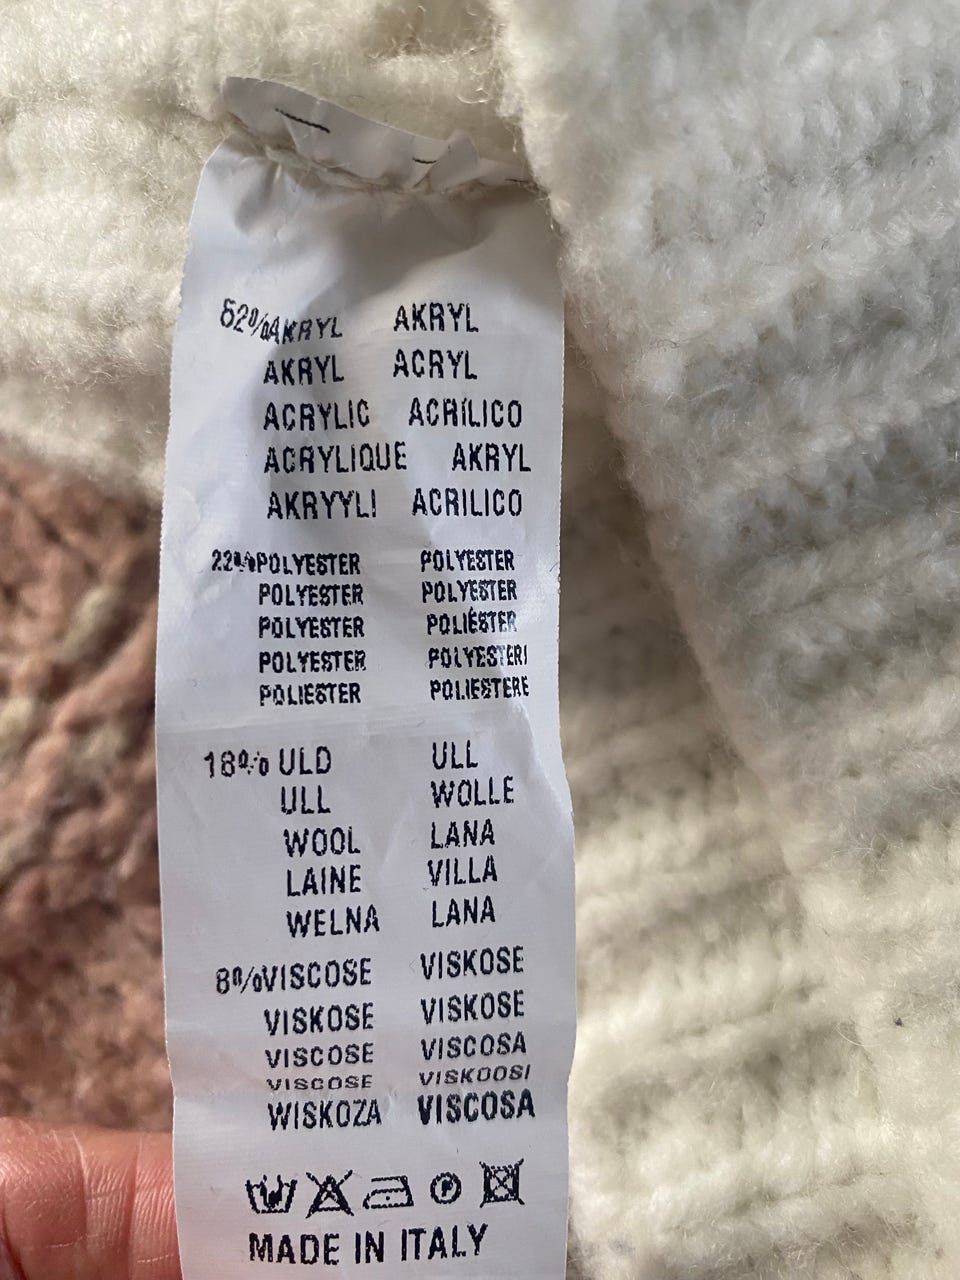 52%AKRYL AKRYL
AKRYL ACRYL
ACRYLIC ACRÍLICO
ACRYLIQUE AKRYL
AKRYYLI ACRILICO
22%POLYESTER POLYESTER
POLYESTER POLYESTER
POLYESTER POLIÉSTER
POLYESTER POLYESTERI
POLIESTER POLIESTERE
18% ULD ULL
ULL WOLLE
WOOL LANA
LAINE VILLA
WELNA LANA
8%VISCOSE VISKOSE
VISKOSE VISKOSE
VISCOSE VISCOSA
VISCOSE VISKOOSI
WISKOZA VISCOSA
P
MADE IN ITALY